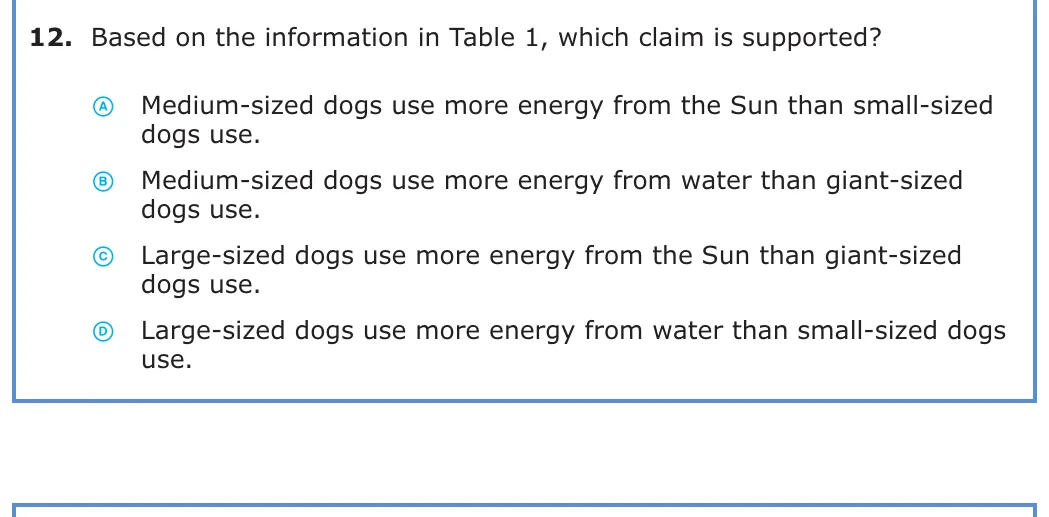 12. Based on the information in Table 1, which claim is supported?
A Medium-sized dogs use more energy from the Sun than small-sized
dogs use.
B Medium-sized dogs use more energy from water than giant-sized
dogs use.
C Large-sized dogs use more energy from the Sun than giant-sized
dogs use.
D Large-sized dogs use more energy from water than small-sized dogs
use.